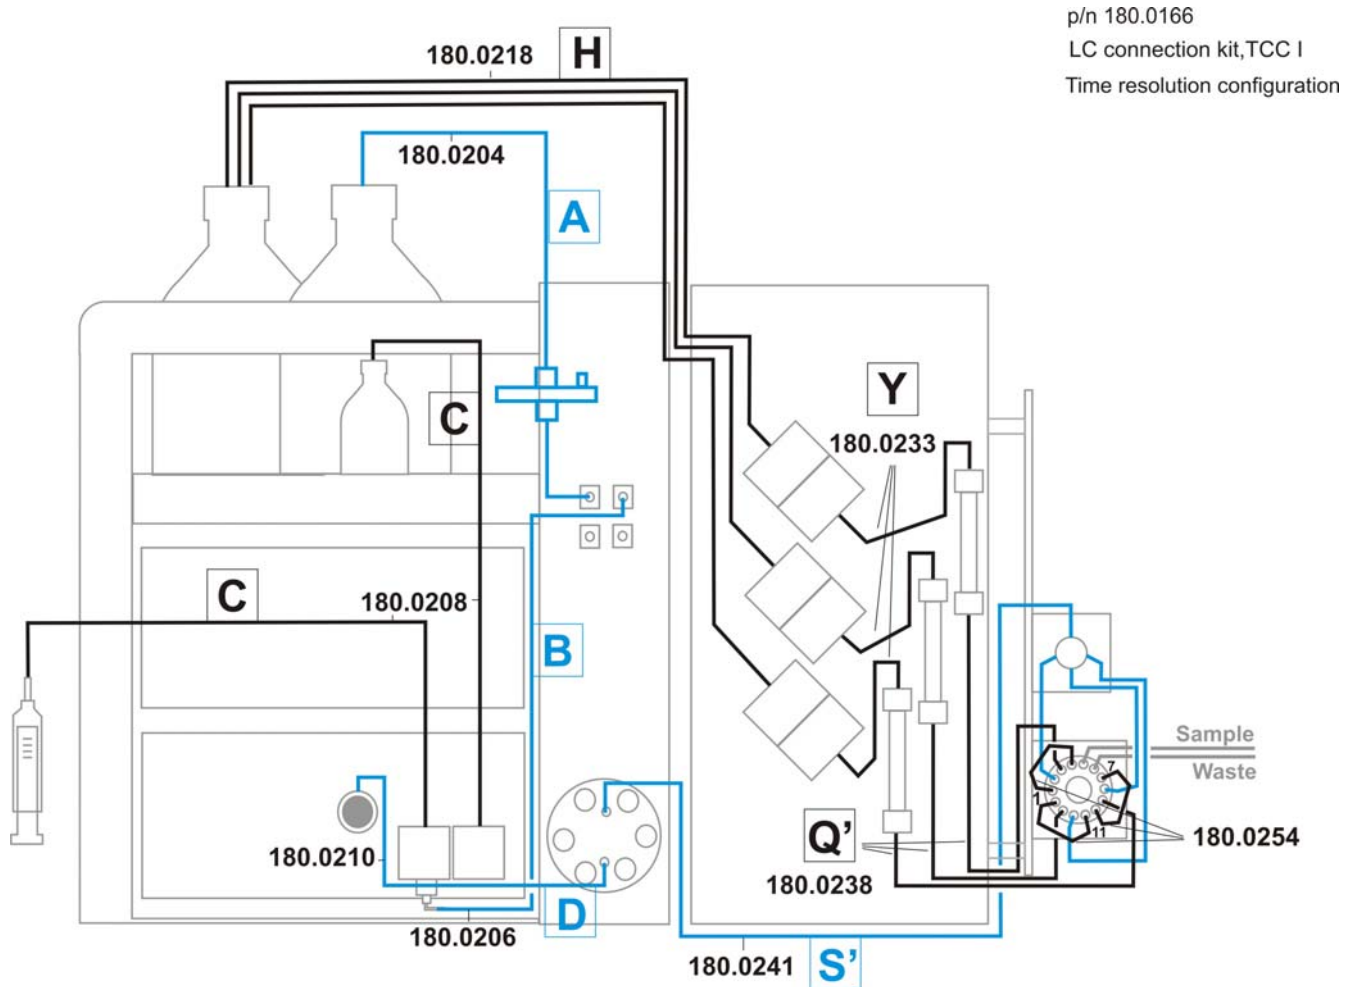 p/n 180.0166
LC connection kit,TCC I
Time resolution configuration
180.0218
H
180.0204
A
C
Y
180.0233
C
180.0208
B
Sample
Waste
7
1
11
180.0254
180.0210
Q’
180.0238
D
180.0206
180.0241
S’